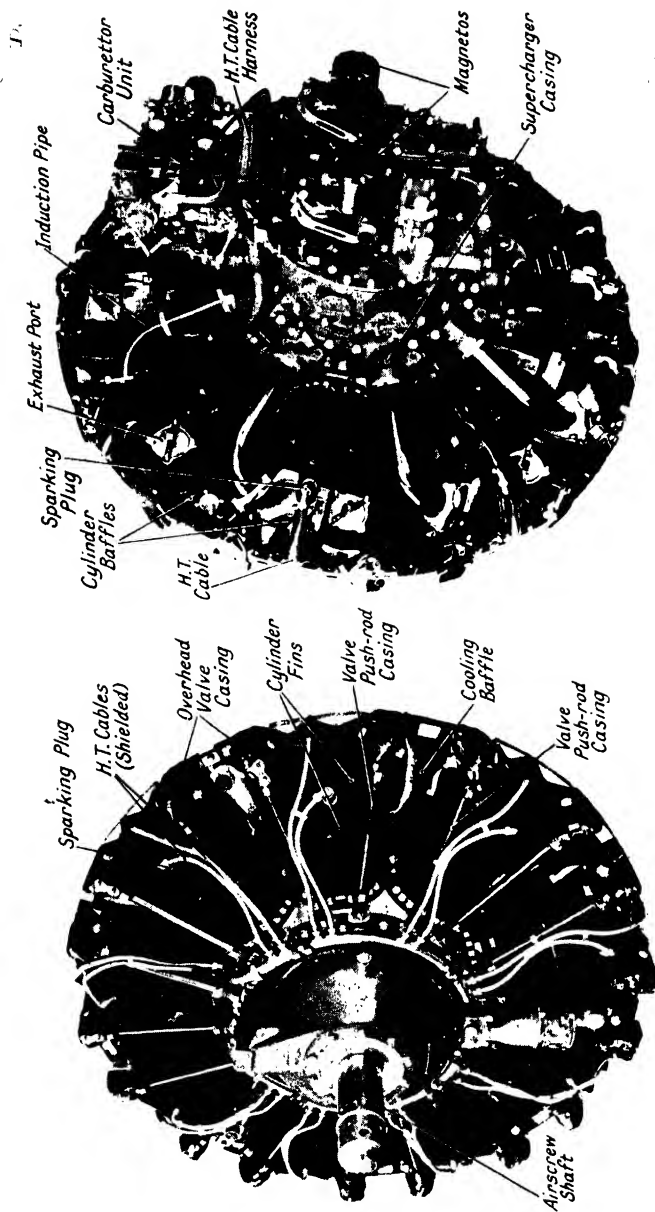 Sparking Plug
H.T. Cables
(Shielded)
Overhead
Valve
Casing
Cylinder
Fins
Valve
Push-rod
Casing
Cooling
Baffle
Valve
Push-rod
Casing
Airscrew
Shaft
H.T.
Cable
Cylinder
Baffles
Sparking
Plug
Exhaust Port
Induction Pipe
Carburettor
Unit
H.T. Cable
Harness
Magnetos
Supercharger
Casing